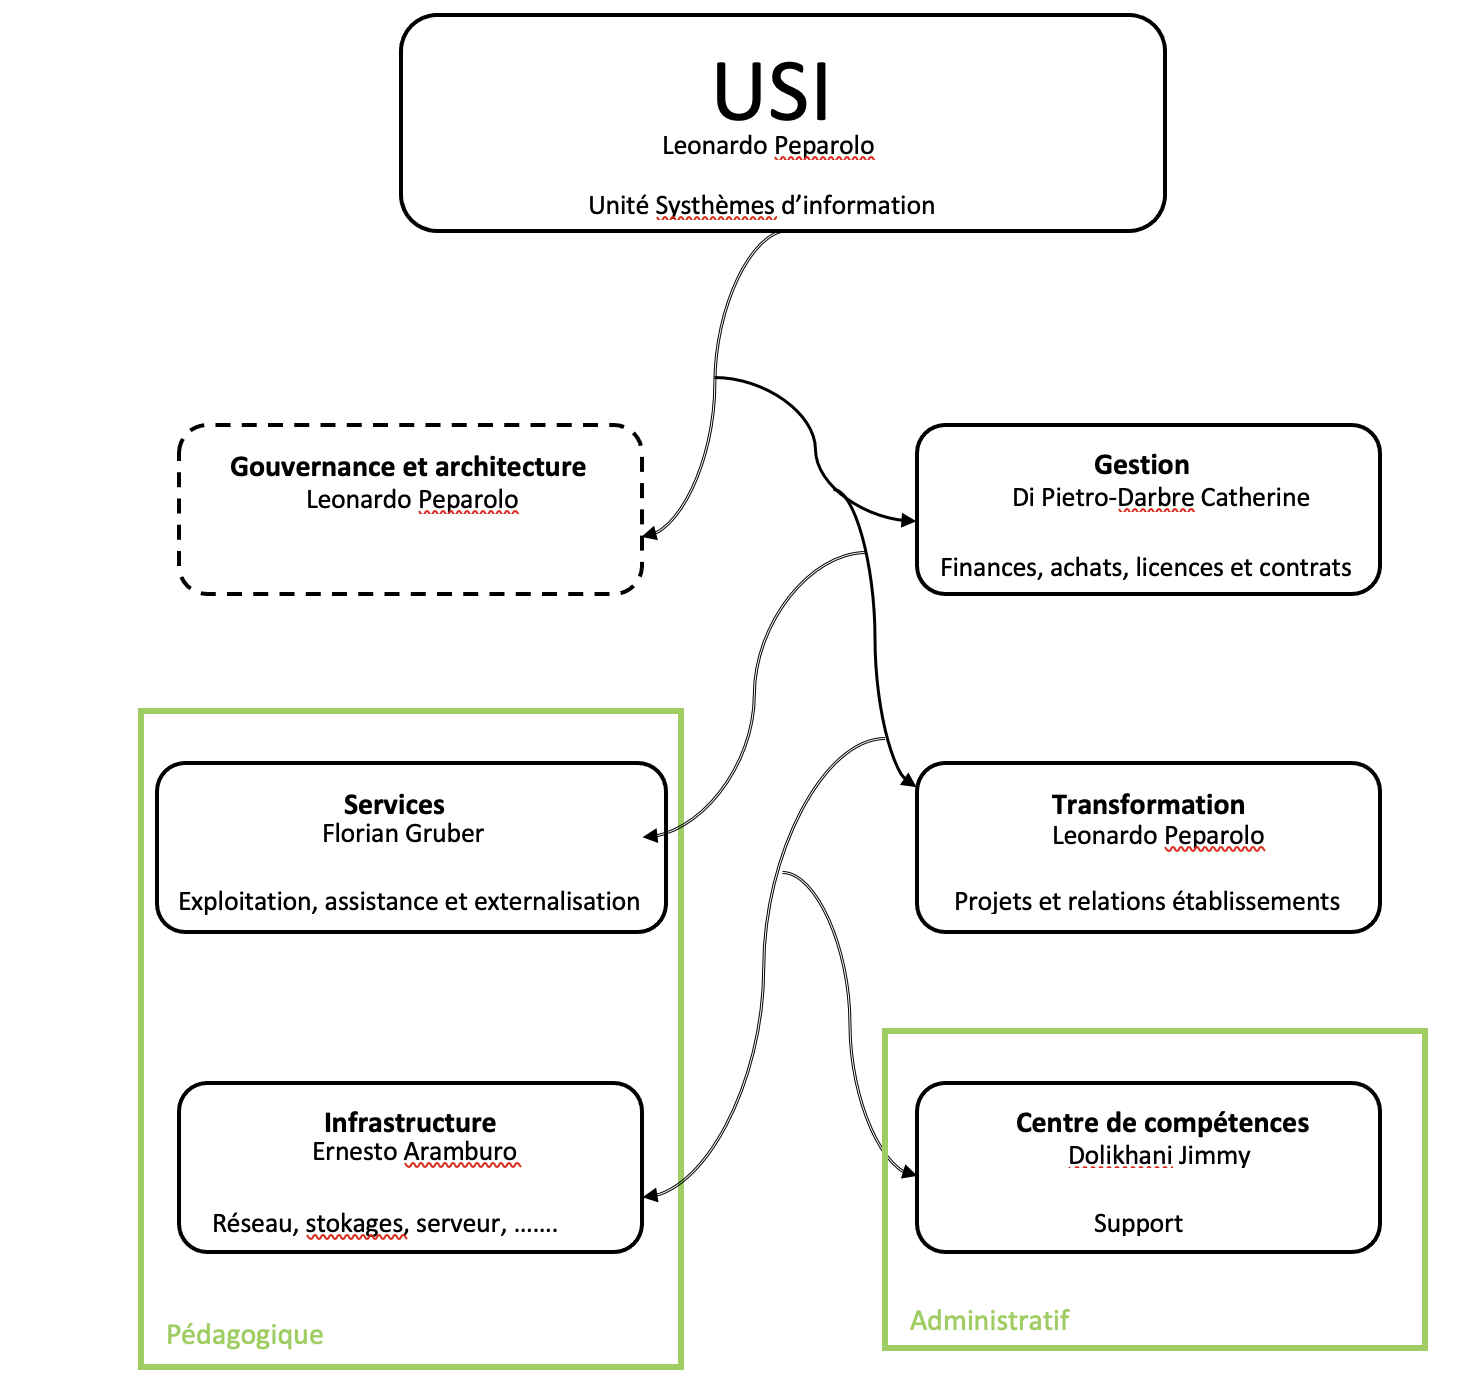 USI
Leonardo Peparolo
Unité Systhèmes d’information
Gouvernance et architecture
Leonardo Peparolo
Gestion
Di Pietro-Darbre Catherine
Finances, achats, licences et contrats
Services
Florian Gruber
Exploitation, assistance et externalisation
Transformation
Leonardo Peparolo
Projets et relations établissements
Infrastructure
Ernesto Aramburo
Réseau, stokages, serveur, …….
Centre de compétences
Dolikhani Jimmy
Support
Pédagogique
Administratif